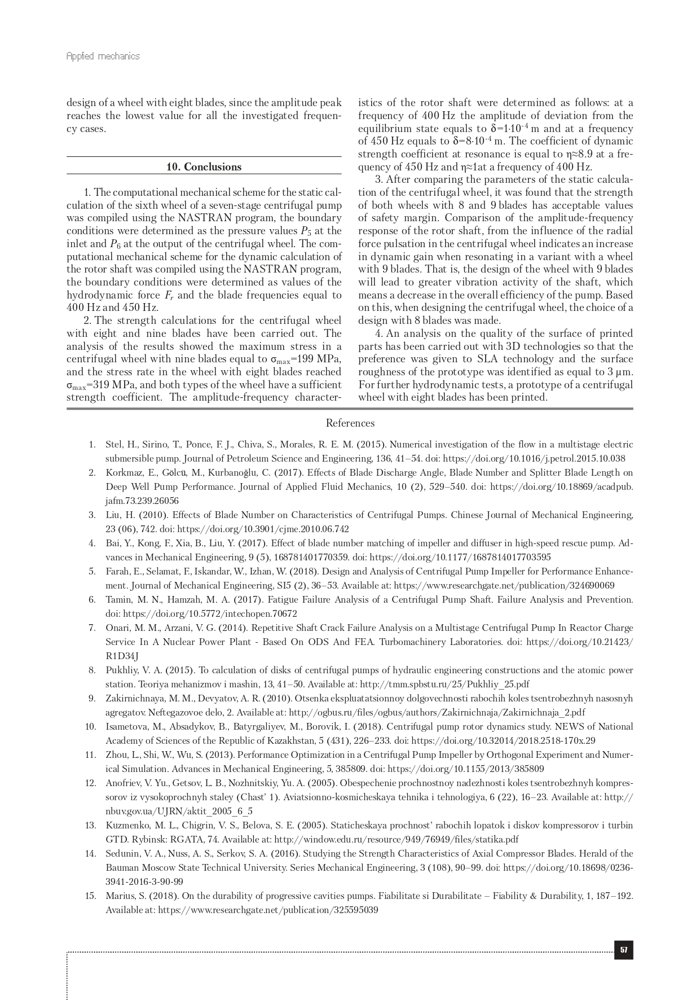 Applied mechanics
design of a wheel with eight blades, since the amplitude peak
reaches the lowest value for all the investigated frequen-
cy cases.
10. Conclusions
1. The computational mechanical scheme for the static cal-
culation of the sixth wheel of a seven-stage centrifugal pump
was compiled using the NASTRAN program, the boundary
conditions were determined as the pressure values P5 at the
inlet and P6 at the output of the centrifugal wheel. The com-
putational mechanical scheme for the dynamic calculation of
the rotor shaft was compiled using the NASTRAN program,
the boundary conditions were determined as values of the
hydrodynamic force Fr and the blade frequencies equal to
400 Hz and 450 Hz.
2. The strength calculations for the centrifugal wheel
with eight and nine blades have been carried out. The
analysis of the results showed the maximum stress in a
centrifugal wheel with nine blades equal to σmax=199 MPa,
and the stress rate in the wheel with eight blades reached
σmax=319 MPa, and both types of the wheel have a sufficient
strength coefficient. The amplitude-frequency character-
istics of the rotor shaft were determined as follows: at a
frequency of 400 Hz the amplitude of deviation from the
equilibrium state equals to δ=1·10-4 m and at a frequency
of 450 Hz equals to δ=8·10-4 m. The coefficient of dynamic
strength coefficient at resonance is equal to η≈8.9 at a fre-
quency of 450 Hz and η≈1at a frequency of 400 Hz.
3. After comparing the parameters of the static calcula-
tion of the centrifugal wheel, it was found that the strength
of both wheels with 8 and 9 blades has acceptable values
of safety margin. Comparison of the amplitude-frequency
response of the rotor shaft, from the influence of the radial
force pulsation in the centrifugal wheel indicates an increase
in dynamic gain when resonating in a variant with a wheel
with 9 blades. That is, the design of the wheel with 9 blades
will lead to greater vibration activity of the shaft, which
means a decrease in the overall efficiency of the pump. Based
on this, when designing the centrifugal wheel, the choice of a
design with 8 blades was made.
4. An analysis on the quality of the surface of printed
parts has been carried out with 3D technologies so that the
preference was given to SLA technology and the surface
roughness of the prototype was identified as equal to 3 µm.
For further hydrodynamic tests, a prototype of a centrifugal
wheel with eight blades has been printed.
References
1. Stel, H., Sirino, T., Ponce, F. J., Chiva, S., Morales, R. E. M. (2015). Numerical investigation of the flow in a multistage electric
submersible pump. Journal of Petroleum Science and Engineering, 136, 41–54. doi: https://doi.org/10.1016/j.petrol.2015.10.038
2. Korkmaz, E., Gölcü, M., Kurbanoğlu, C. (2017). Effects of Blade Discharge Angle, Blade Number and Splitter Blade Length on
Deep Well Pump Performance. Journal of Applied Fluid Mechanics, 10 (2), 529–540. doi: https://doi.org/10.18869/acadpub.
jafm.73.239.26056
3. Liu, H. (2010). Effects of Blade Number on Characteristics of Centrifugal Pumps. Chinese Journal of Mechanical Engineering,
23 (06), 742. doi: https://doi.org/10.3901/cjme.2010.06.742
4. Bai, Y., Kong, F., Xia, B., Liu, Y. (2017). Effect of blade number matching of impeller and diffuser in high-speed rescue pump. Ad-
vances in Mechanical Engineering, 9 (5), 168781401770359. doi: https://doi.org/10.1177/1687814017703595
5. Farah, E., Selamat, F., Iskandar, W., Izhan, W. (2018). Design and Analysis of Centrifugal Pump Impeller for Performance Enhance-
ment. Journal of Mechanical Engineering, SI5 (2), 36–53. Available at: https://www.researchgate.net/publication/324690069
6. Tamin, M. N., Hamzah, M. A. (2017). Fatigue Failure Analysis of a Centrifugal Pump Shaft. Failure Analysis and Prevention.
doi: https://doi.org/10.5772/intechopen.70672
7. Onari, M. M., Arzani, V. G. (2014). Repetitive Shaft Crack Failure Analysis on a Multistage Centrifugal Pump In Reactor Charge
Service In A Nuclear Power Plant - Based On ODS And FEA. Turbomachinery Laboratories. doi: https://doi.org/10.21423/
R1D34J
8. Pukhliy, V. A. (2015). To calculation of disks of centrifugal pumps of hydraulic engineering constructions and the atomic power
station. Teoriya mehanizmov i mashin, 13, 41–50. Available at: http://tmm.spbstu.ru/25/Pukhliy_25.pdf
9. Zakirnichnaya, M. M., Devyatov, A. R. (2010). Otsenka ekspluatatsionnoy dolgovechnosti rabochih koles tsentrobezhnyh nasosnyh
agregatov. Neftegazovoe delo, 2. Available at: http://ogbus.ru/files/ogbus/authors/Zakirnichnaja/Zakirnichnaja_2.pdf
10. Isametova, M., Absadykov, B., Batyrgaliyev, M., Borovik, I. (2018). Centrifugal pump rotor dynamics study. NEWS of National
Academy of Sciences of the Republic of Kazakhstan, 5 (431), 226–233. doi: https://doi.org/10.32014/2018.2518-170x.29
11. Zhou, L., Shi, W., Wu, S. (2013). Performance Optimization in a Centrifugal Pump Impeller by Orthogonal Experiment and Numer-
ical Simulation. Advances in Mechanical Engineering, 5, 385809. doi: https://doi.org/10.1155/2013/385809
12. Anofriev, V. Yu., Getsov, L. B., Nozhnitskiy, Yu. A. (2005). Obespechenie prochnostnoy nadezhnosti koles tsentrobezhnyh kompres-
sorov iz vysokoprochnyh staley (Chast’ 1). Aviatsionno-kosmicheskaya tehnika i tehnologiya, 6 (22), 16–23. Available at: http://
nbuv.gov.ua/UJRN/aktit_2005_6_5
13. Kuzmenko, M. L., Chigrin, V. S., Belova, S. E. (2005). Staticheskaya prochnost’ rabochih lopatok i diskov kompressorov i turbin
GTD. Rybinsk: RGATA, 74. Available at: http://window.edu.ru/resource/949/76949/files/statika.pdf
14. Sedunin, V. A., Nuss, A. S., Serkov, S. A. (2016). Studying the Strength Characteristics of Axial Compressor Blades. Herald of the
Bauman Moscow State Technical University. Series Mechanical Engineering, 3 (108), 90–99. doi: https://doi.org/10.18698/0236-
3941-2016-3-90-99
15. Marius, S. (2018). On the durability of progressive cavities pumps. Fiabilitate si Durabilitate – Fiability & Durability, 1, 187–192.
Available at: https://www.researchgate.net/publication/325595039
57